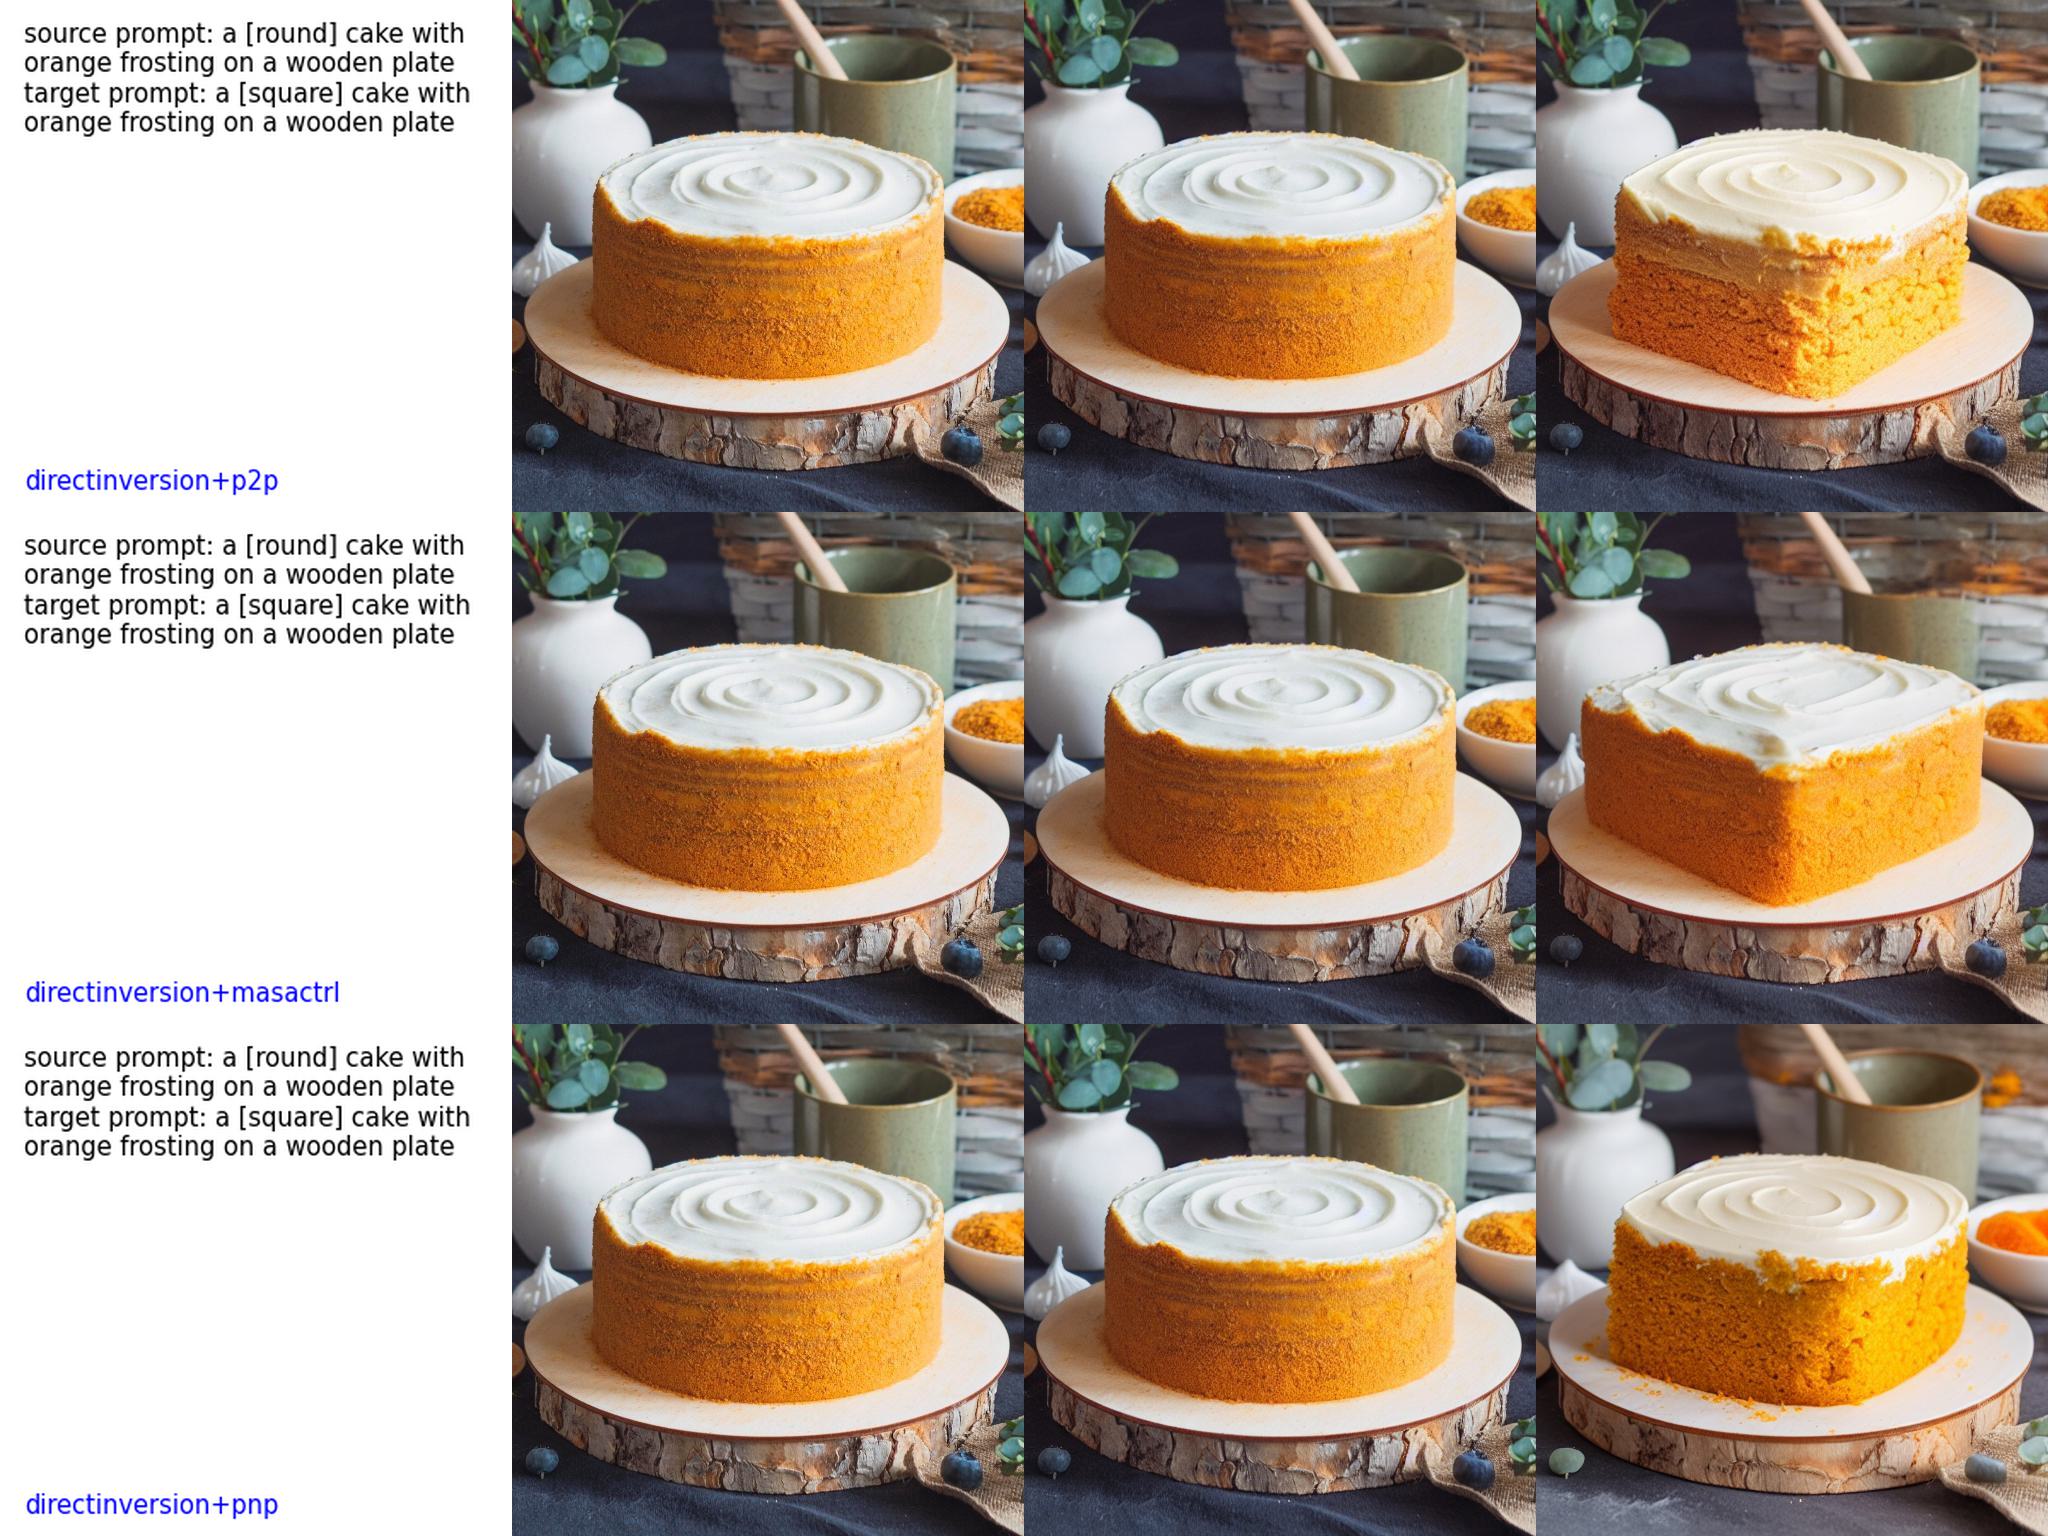 source prompt: a [round] cake with
orange frosting on a wooden plate
target prompt: a [square] cake with
orange frosting on a wooden plate
directinversion+p2p
source prompt: a [round] cake with
orange frosting on a wooden plate
target prompt: a [square] cake with
orange frosting on a wooden plate
directinversion+masactrl
source prompt: a [round] cake with
orange frosting on a wooden plate
target prompt: a [square] cake with
orange frosting on a wooden plate
directinversion+pnp